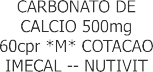 CARBONATO DE
CALCIO 500mg
60cpr *M* COTACAO
IMECAL -- NUTIVIT